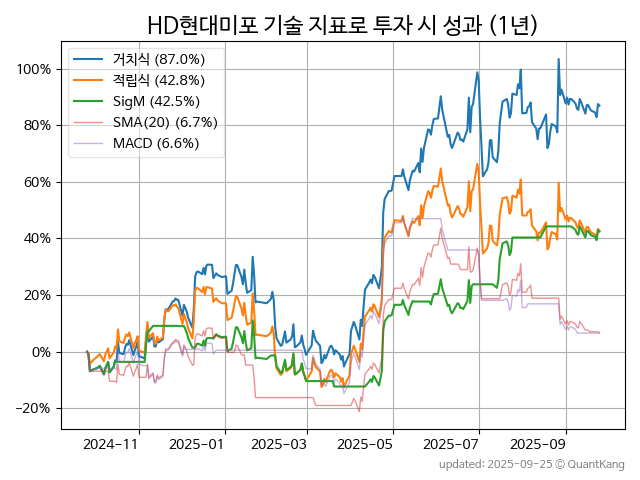 HD현대미포 기술 지표로 투자 시 성과 (1년)
거치식 (87.0%)
적립식 (42.8%)
SigM (42.5%)
SMA(20) (6.7%)
MACD (6.6%)
100%
80%
60%
40%
20%
0%
−20%
2024-11
2025-01
2025-03
2025-05
2025-07
2025-09
updated: 2025-09-25 © QuantKang